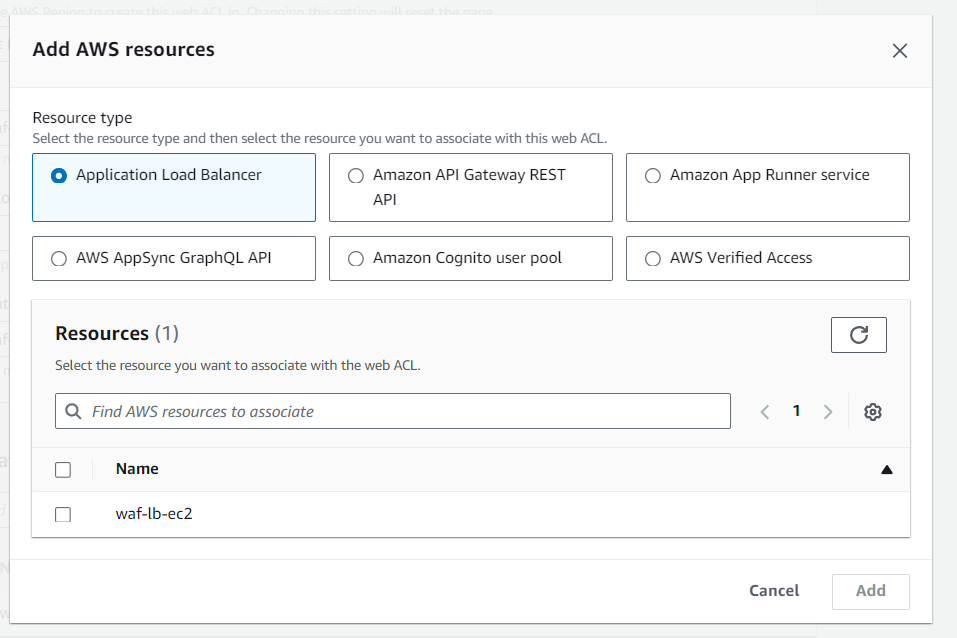 AWS Region to create this web ACL in. Changing this setting will reset the page.
Add AWS resources
Resource type
Select the resource type and then select the resource you want to associate with this web ACL.
Application Load Balancer
Amazon API Gateway REST
API
Amazon App Runner service
AWS AppSync GraphQL API
Amazon Cognito user pool
AWS Verified Access
Resources (1)
Select the resource you want to associate with the web ACL.
Find AWS resources to associate
1
Name
waf-lb-ec2
Cancel
Add